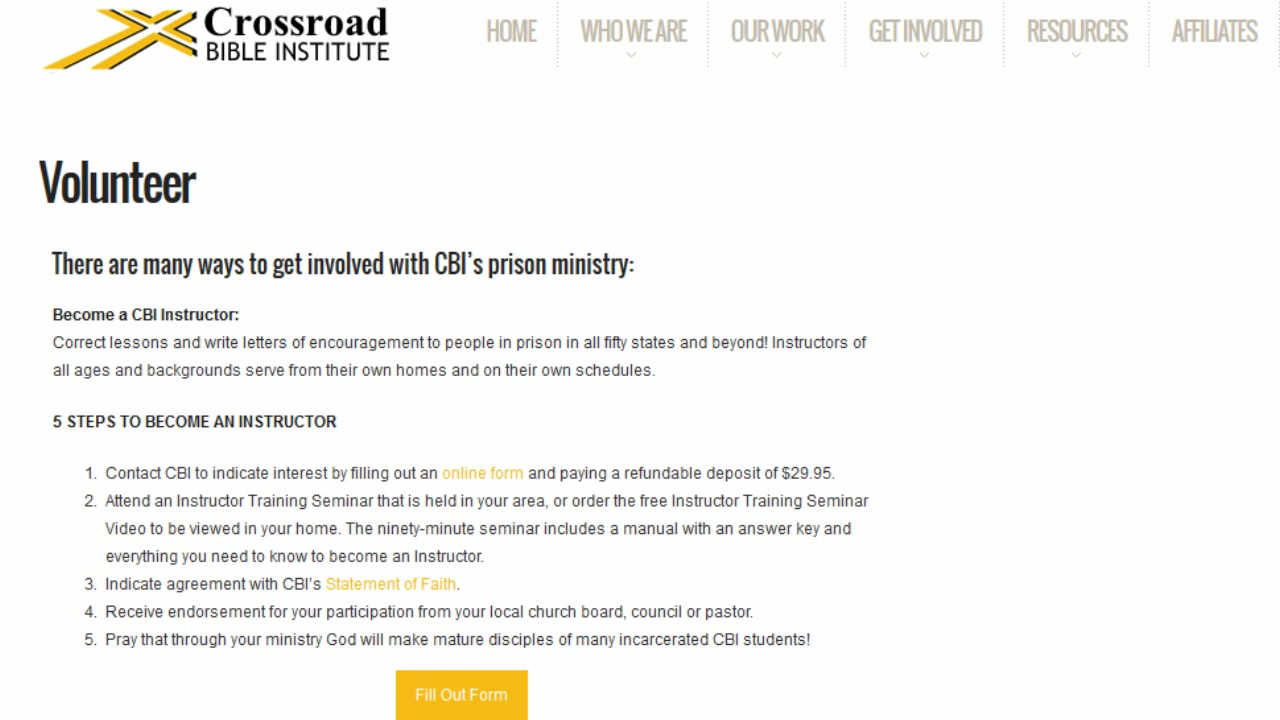 Crossroad
BIBLE INSTITUTE
HOME
WHO WE ARE
OUR WORK
GET INVOLVED
RESOURCES
AFFILIATES
Volunteer
There are many ways to get involved with CBI's prison ministry:
Become a CBI Instructor:
Correct lessons and write letters of encouragement to people in prison in all fifty states and beyond! Instructors of
all ages and backgrounds serve from their own homes and on their own schedules.
5 STEPS TO BECOME AN INSTRUCTOR
1. Contact CBI to indicate interest by filling out an online form and paying a refundable deposit of $29.95.
2. Attend an Instructor Training Seminar that is held in your area, or order the free Instructor Training Seminar
Video to be viewed in your home. The ninety-minute seminar includes a manual with an answer key and
everything you need to know to become an Instructor.
3. Indicate agreement with CBI's Statement of Faith.
4. Receive endorsement for your participation from your local church board, council or pastor.
5. Pray that through your ministry God will make mature disciples of many incarcerated CBI students!
Fill Out Form